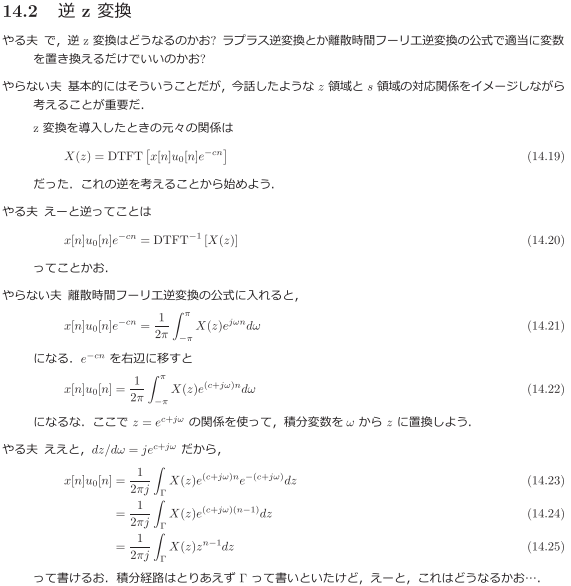 14.2 逆 z 変換
やる夫 で，逆 z 変換はどうなるのかお? ラプラス逆変換とか離散時間フーリエ逆変換の公式で適当に変数
を置き換えるだけでいいのかお?
やらない夫 基本的にはそういうことだが，今話したような z 領域と s 領域の対応関係をイメージしながら
考えることが重要だ．
z 変換を導入したときの元々の関係は
X(z) = DTFT [x[n]u₀[n]e^{−cn}] (14.19)
だった．これの逆を考えることから始めよう．
やる夫 えーと逆ってことは
x[n]u₀[n]e^{−cn} = DTFT^{−1} [X(z)] (14.20)
ってことかお．
やらない夫 離散時間フーリエ逆変換の公式に入れると，
x[n]u₀[n]e^{−cn} = \frac{1}{2π} ∫_{−π}^{π} X(z)e^{jωn}dω (14.21)
になる．e^{−cn} を右辺に移すと
x[n]u₀[n] = \frac{1}{2π} ∫_{−π}^{π} X(z)e^{(c+jω)n}dω (14.22)
になるな．ここで z = e^{c+jω} の関係を使って，積分変数を ω から z に置換しよう．
やる夫 ええと，dz/dω = je^{c+jω} だから，
x[n]u₀[n] = \frac{1}{2πj} ∫_Γ X(z)e^{(c+jω)n}e^{−(c+jω)}dz (14.23)
= \frac{1}{2πj} ∫_Γ X(z)e^{(c+jω)(n−1)}dz (14.24)
= \frac{1}{2πj} ∫_Γ X(z)z^{n−1}dz (14.25)
って書けるお．積分経路はとりあえず Γ って書いといたけど，えーと，これはどうなるかお…．